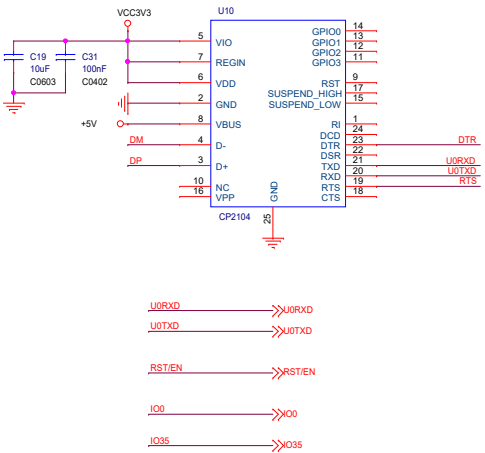 VCC3V3
U10
5 VIO
7 REGIN
6 VDD
2 GND
+5V 8 VBUS
DM 4 D-
DP 3 D+
10 NC
16 VPP
C19
10uF
C0603
C31
100nF
C0402
GPIO0 14
GPIO1 13
GPIO2 12
GPIO3 11
RST 9
SUSPEND_HIGH 17
SUSPEND_LOW 15
RI 1
DCD 24
DTR 23 DTR
DSR 22
TXD 21 U0RXD
RXD 20 U0TXD
RTS 19 RTS
CTS 18
GND
25
CP2104
U0RXD U0RXD
U0TXD U0TXD
RST/EN RST/EN
IO0 IO0
IO35 IO35